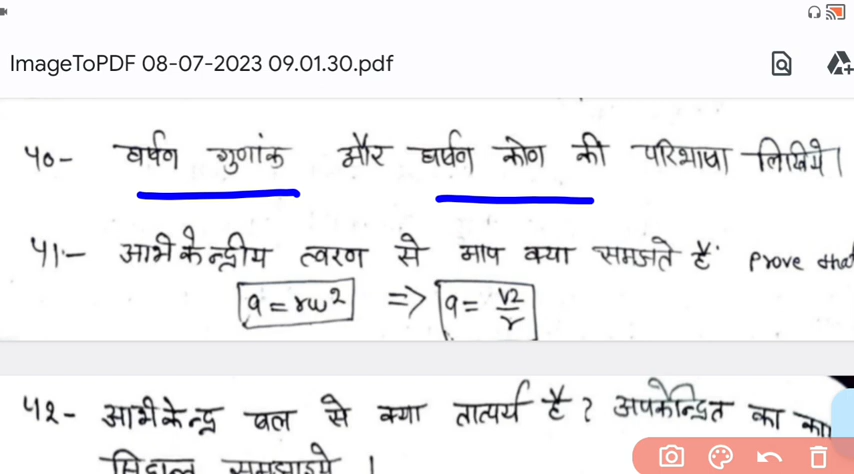 ImageToPDF 08-07-2023 09.01.30.pdf
40- घर्षण गुणांक और घर्षण कोण की परिभाषा लिखिये।
41- अभिकेन्द्रीय त्वरण से आप क्या समझते हैं. Prove that
a = rω² => a = V2/r
42- अभिकेन्द्र बल से क्या तात्पर्य है? अपकेन्द्रित का